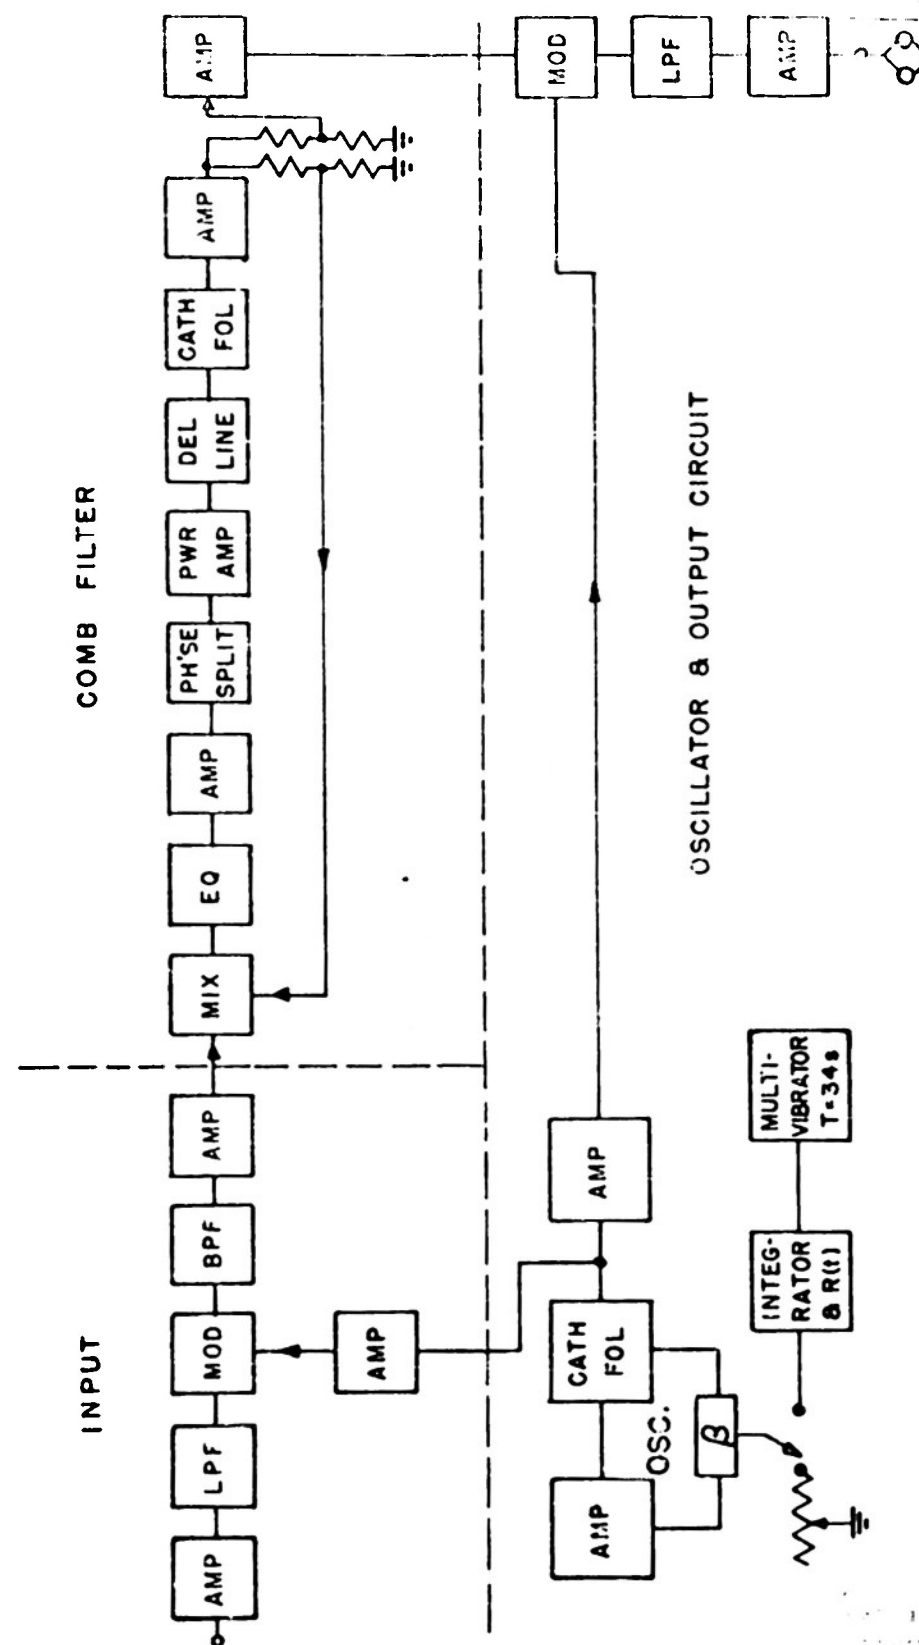 INPUT
COMB FILTER
AMP
LPF
MOD
BPF
AMP
MIX
EQ
AMP
PH'SE
SPLIT
PWR
AMP
DEL
LINE
CATH
FOL
AMP
AMP
AMP
AMP
CATH
FOL
OSC.
β
AMP
MOD
LPF
AMP
INTEG-
RATOR
& R(t)
MULTI-
VIBRATOR
T=34s
OSCILLATOR & OUTPUT CIRCUIT